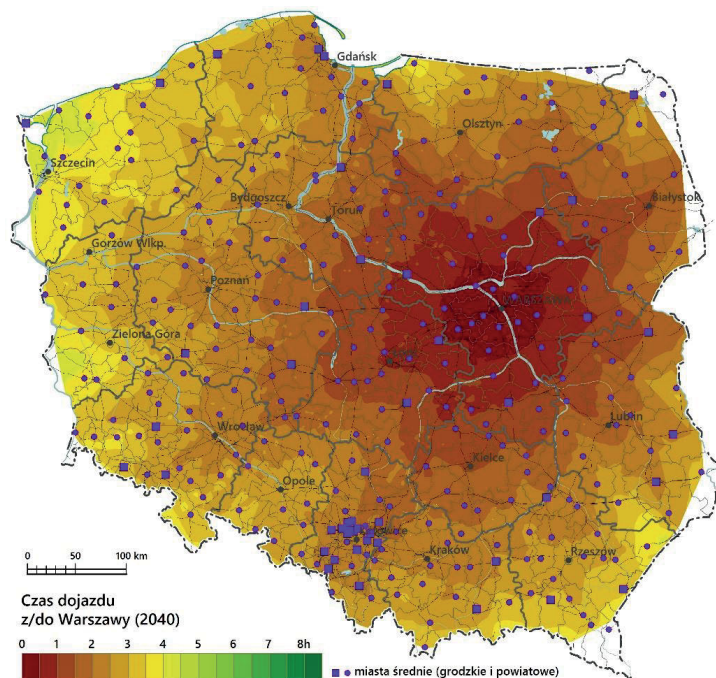 Gdańsk
Olsztyn
Szczecin
Białystok
Bydgoszcz
Toruń
Gorzów Wlkp.
Poznań
Zielona Góra
Lublin
Wrocław
Kielce
Opole
Kraków
Rzeszów
0 50 100 km
Czas dojazdu
z/do Warszawy (2040)
0 1 2 3 4 5 6 7 8h
miasta średnie (grodzkie i powiatowe)